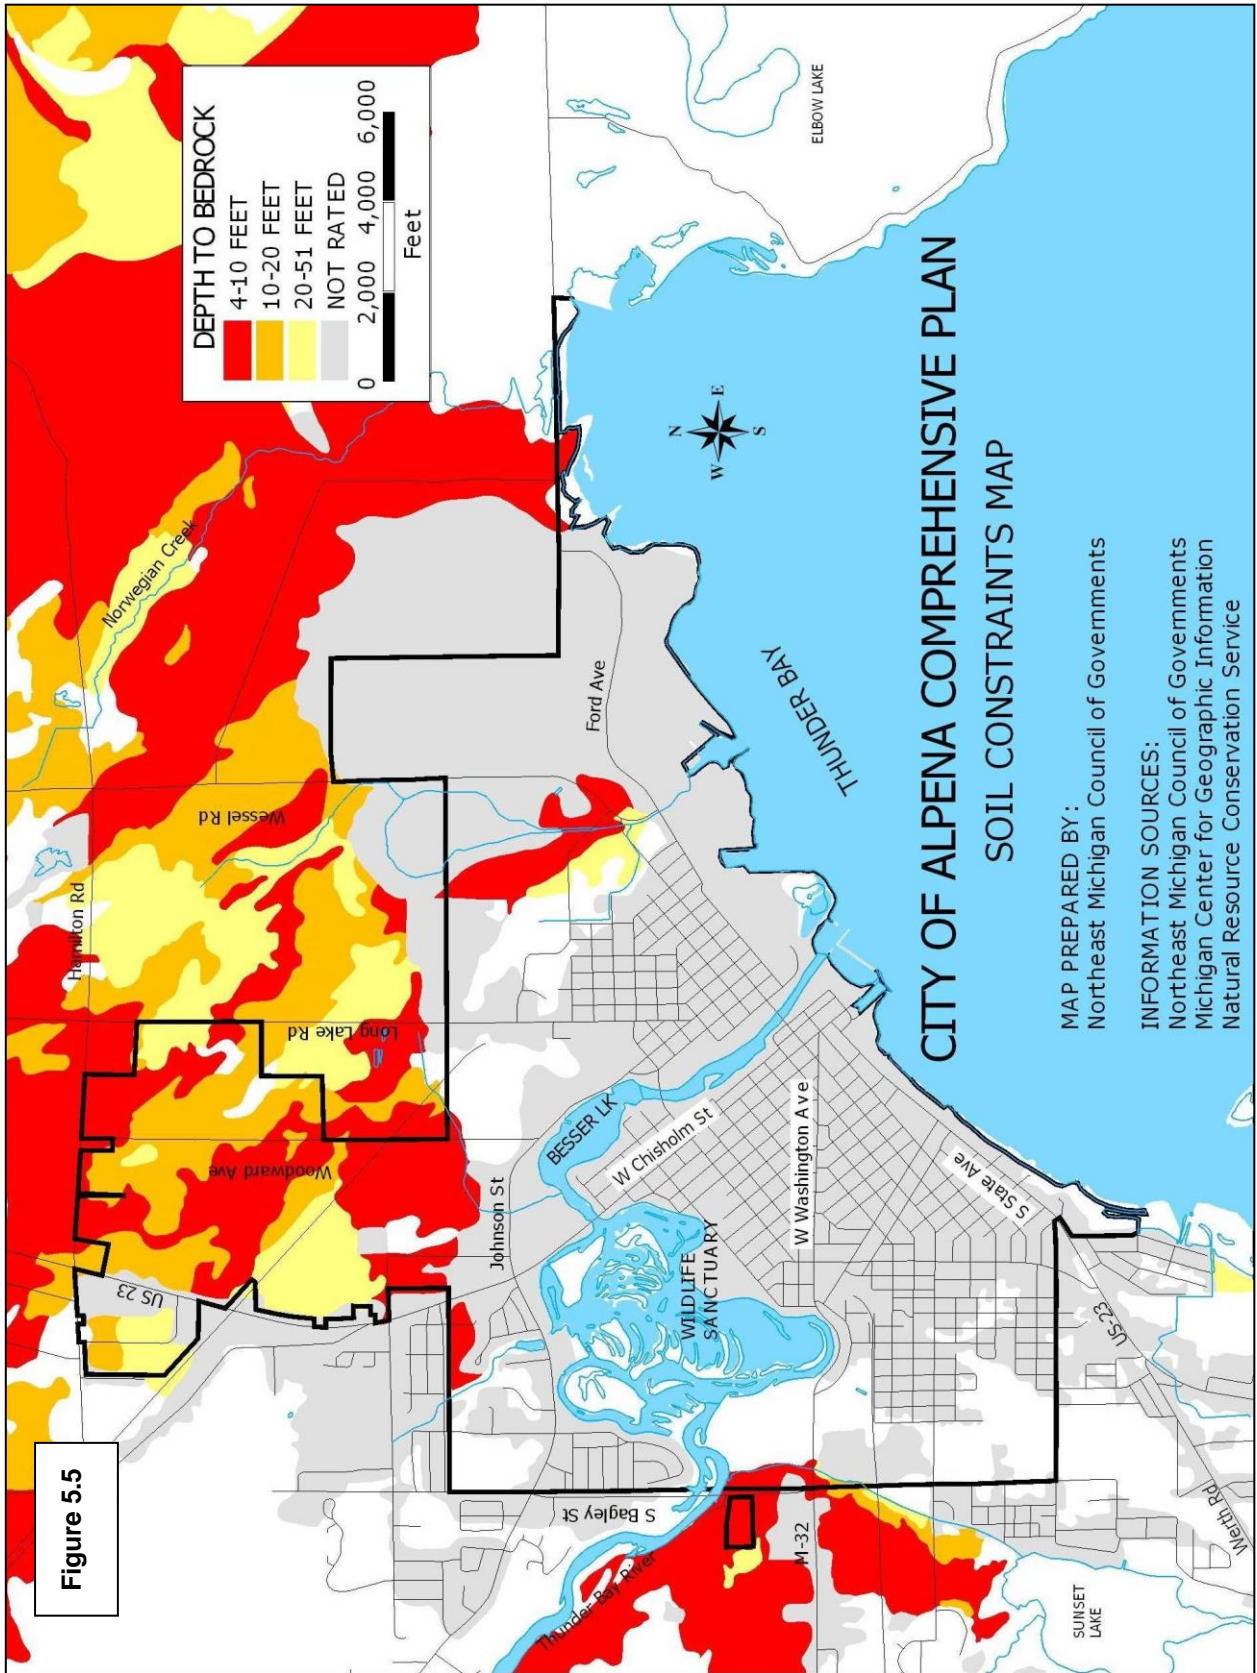 Figure 5.5
DEPTH TO BEDROCK
4-10 FEET
10-20 FEET
20-51 FEET
NOT RATED
0 2,000 4,000 6,000
Feet
ELBOW LAKE
Norwegian Creek
Hamilton Rd
Wessel Rd
Long Lake Rd
Woodward Ave
US 23
Ford Ave
Johnson St
BESSER LK
W Chisholm St
W Washington Ave
S State Ave
WILDLIFE
SANCTUARY
S Bagley St
Thunder Bay River
M-32
US-23
Werth Rd
SUNSET
LAKE
THUNDER BAY
N
W
E
S
CITY OF ALPENA COMPREHENSIVE PLAN
SOIL CONSTRAINTS MAP
MAP PREPARED BY:
Northeast Michigan Council of Governments
INFORMATION SOURCES:
Northeast Michigan Council of Governments
Michigan Center for Geographic Information
Natural Resource Conservation Service